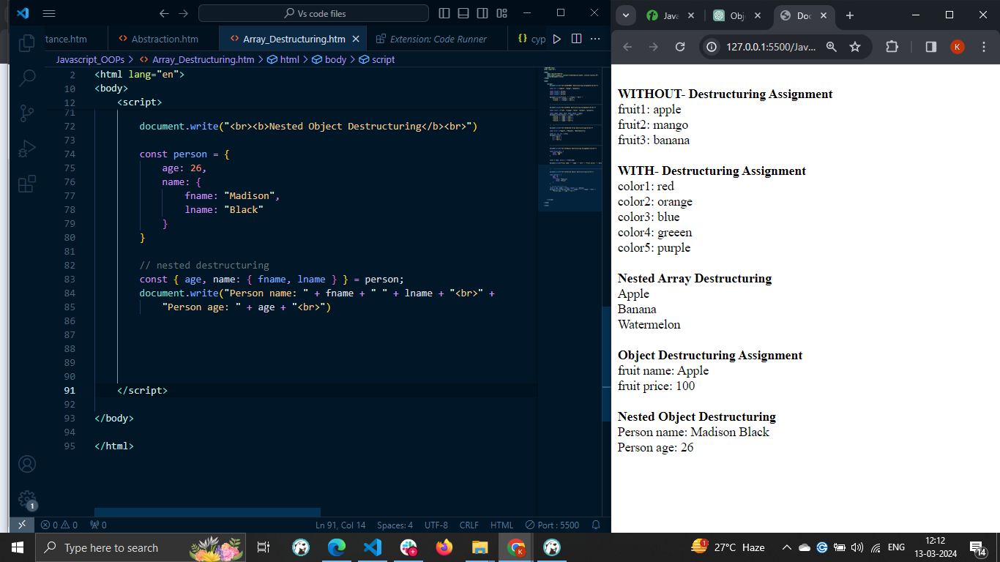 Vs code files
tance.htm
Abstraction.htm
Array_Destructuring.htm
Extension: Code Runner
{} cyp
Javascript_OOPs > Array_Destructuring.htm > html > body > script
2 <html lang="en">
10 <body>
12 <script>
71
72 document.write("<br><b>Nested Object Destructuring</b><br>")
73
74 const person = {
75 age: 26,
76 name: {
77 fname: "Madison",
78 lname: "Black"
79 }
80 }
81
82 // nested destructuring
83 const { age, name: { fname, lname } } = person;
84 document.write("Person name: " + fname + " " + lname + "<br>" +
85 "Person age: " + age + "<br>")
86
87
88
89
90
91 </script>
92
93 </body>
94
95 </html>
1
0 0 0
Ln 91, Col 14 Spaces: 4 UTF-8 CRLF HTML Port : 5500
Java
Obj
Doc
127.0.0.1:5500/Jav...
K
WITHOUT- Destructuring Assignment
fruit1: apple
fruit2: mango
fruit3: banana
WITH- Destructuring Assignment
color1: red
color2: orange
color3: blue
color4: greeen
color5: purple
Nested Array Destructuring
Apple
Banana
Watermelon
Object Destructuring Assignment
fruit name: Apple
fruit price: 100
Nested Object Destructuring
Person name: Madison Black
Person age: 26
Type here to search
K
1
27°C Haze
ENG
12:12
13-03-2024
14